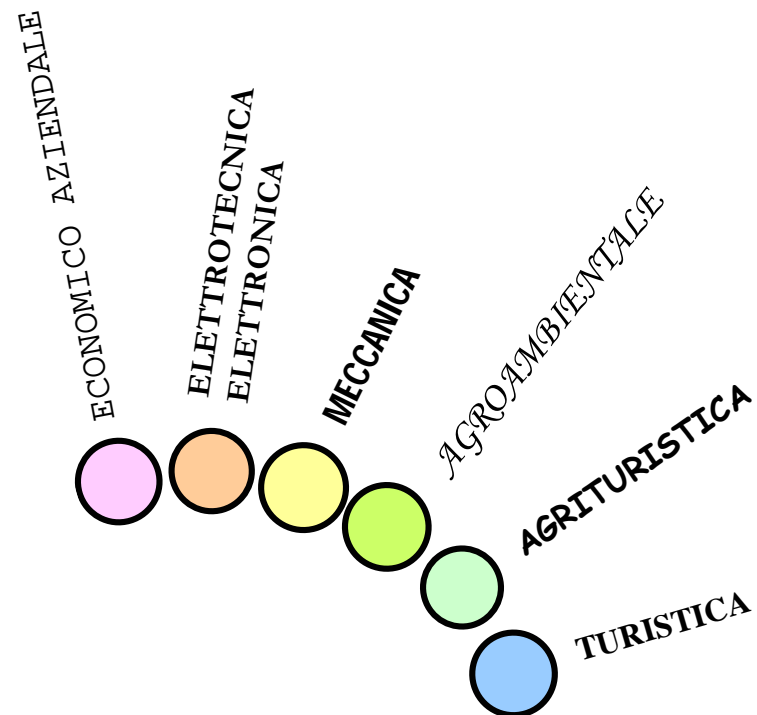 ECONOMICO AZIENDALE
ELETTROTECNICA
ELETTRONICA
MECCANICA
AGROAMBIENTALE
AGRITURISTICA
TURISTICA